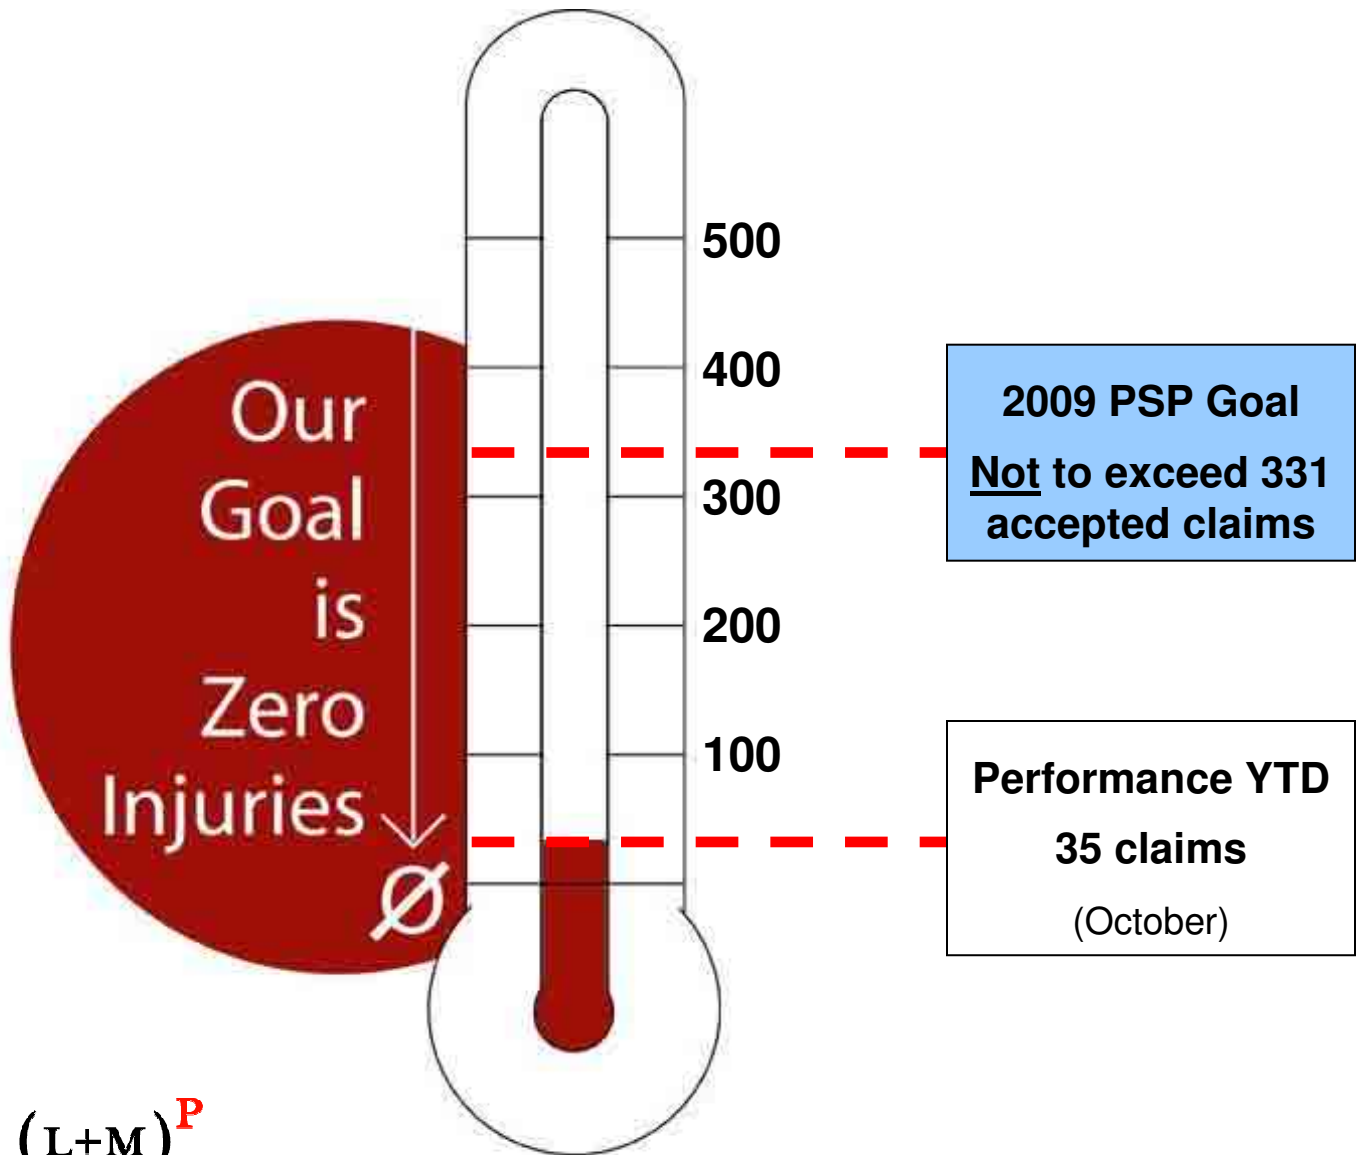 Our
Goal
is
Zero
Injuries
Ø
500
400
300
200
100
2009 PSP Goal
Not to exceed 331
accepted claims
Performance YTD
35 claims
(October)
(L+M)P